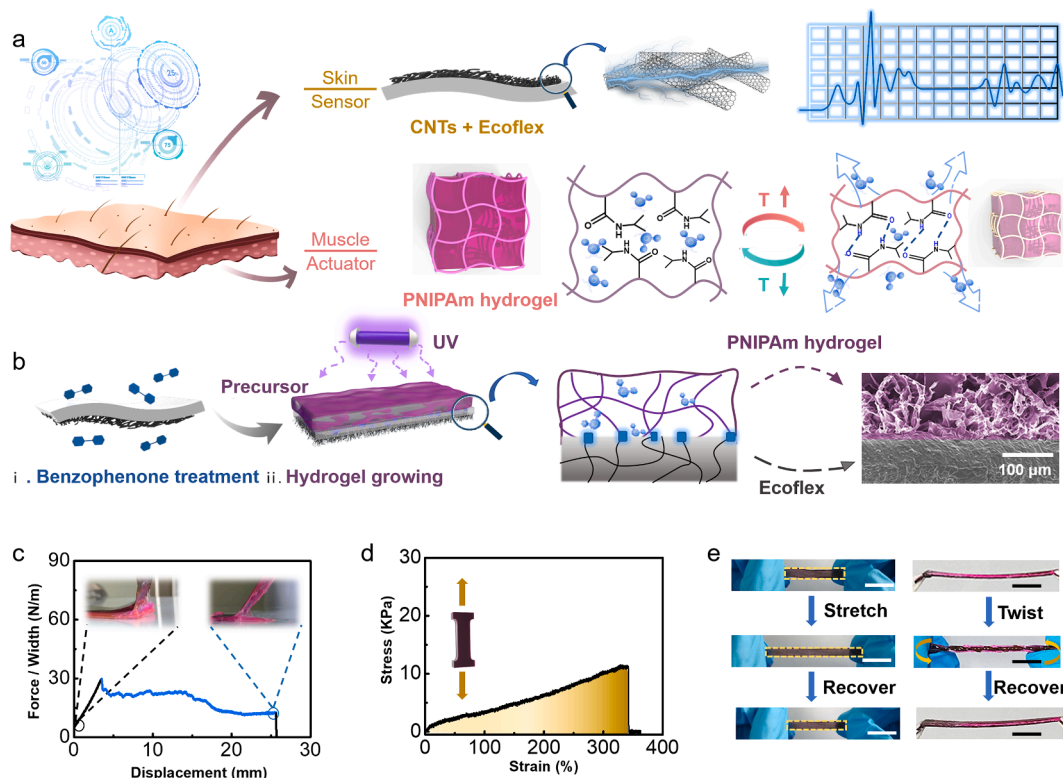 a
25
75
Skin
Sensor
CNTs + Ecoflex
Muscle
Actuator
PNIPAm hydrogel
O
N
H
O
N
H
N
H
O
H
N
O
T
T
O
N
H
N
H
O
H
N
O
H
N
O
b
UV
Precursor
PNIPAm hydrogel
Ecoflex
100 μm
i . Benzophenone treatment
ii. Hydrogel growing
c
Force / Width (N/m)
90
60
30
0
0
10
20
30
Displacement (mm)
d
Stress (KPa)
30
20
10
0
0
100
200
300
400
Strain (%)
e
Stretch
Recover
Twist
Recover